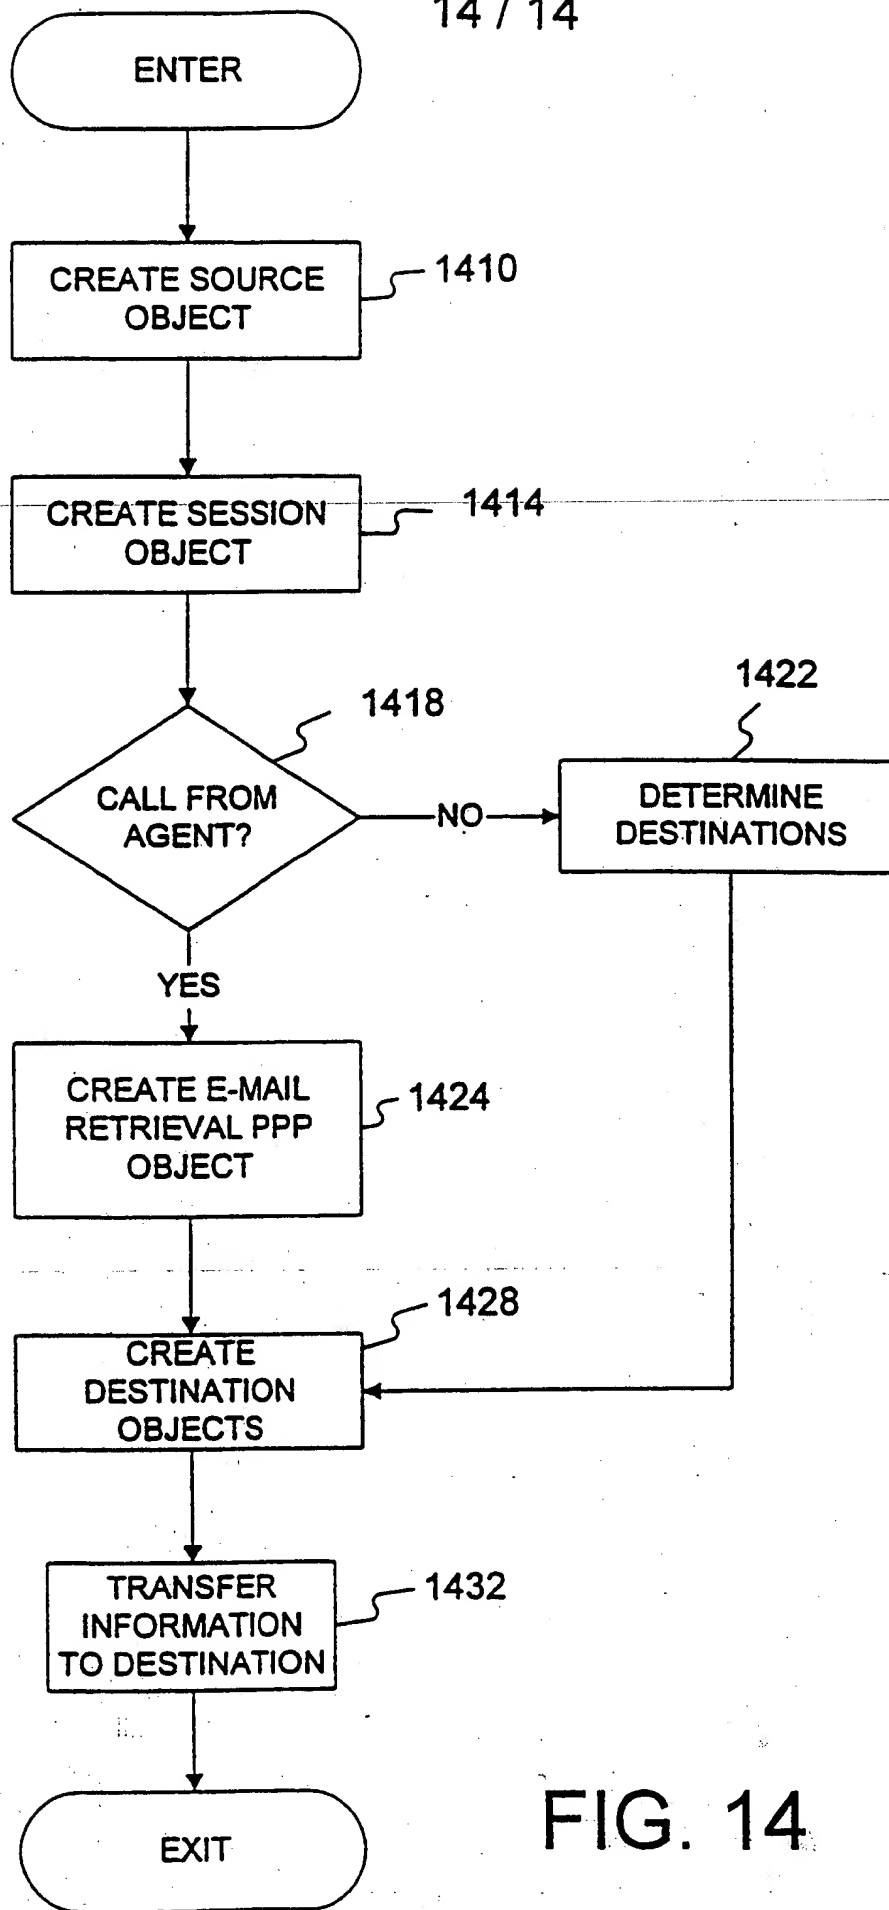 14 / 14
ENTER
CREATE SOURCE
OBJECT
1410
CREATE SESSION
OBJECT
1414
CALL FROM
AGENT?
1418
NO
1422
DETERMINE
DESTINATIONS
YES
CREATE E-MAIL
RETRIEVAL PPP
OBJECT
1424
CREATE
DESTINATION
OBJECTS
1428
TRANSFER
INFORMATION
TO DESTINATION
1432
EXIT
FIG. 14